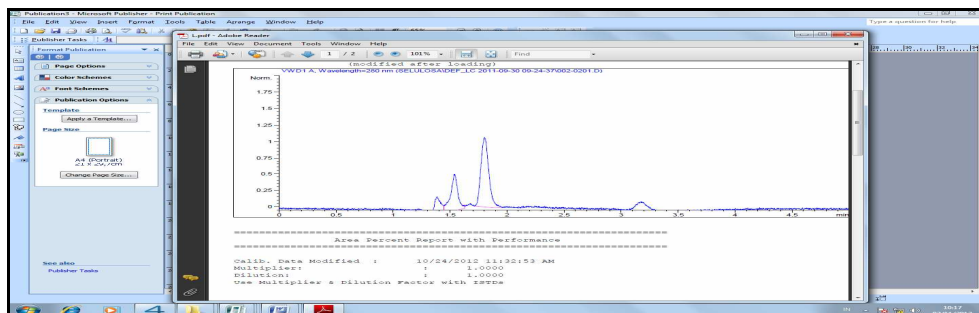 Publication3 - Microsoft Publisher - Print Publication
File Edit View Insert Format Tools Table Arrange Window Help
Type a question for help
Publisher Tasks
Format Publication
Page Options
Color Schemes
Font Schemes
Publication Options
Template
Apply a Template...
Page Size
A4 (Portrait)
21 x 29,7cm
Change Page Size...
See also
Publisher Tasks
L.pdf - Adobe Reader
File Edit View Document Tools Window Help
1 / 2
101%
Find
(modified after loading)
VWD1 A, Wavelength=280 nm (SELULOSA\DEF_LC 2011-09-30 09-24-37\002-0201.D)
Norm.
1.75
1.5
1.25
1
0.75
0.5
0.25
0
0 0.5 1 1.5 2 2.5 3 3.5 4 4.5 min
Area Percent Report with Performance
Calib. Data Modified : 10/24/2012 11:32:53 AM
Multiplier: : 1.0000
Dilution: : 1.0000
Use Multiplier & Dilution Factor with ISTDs
10:17